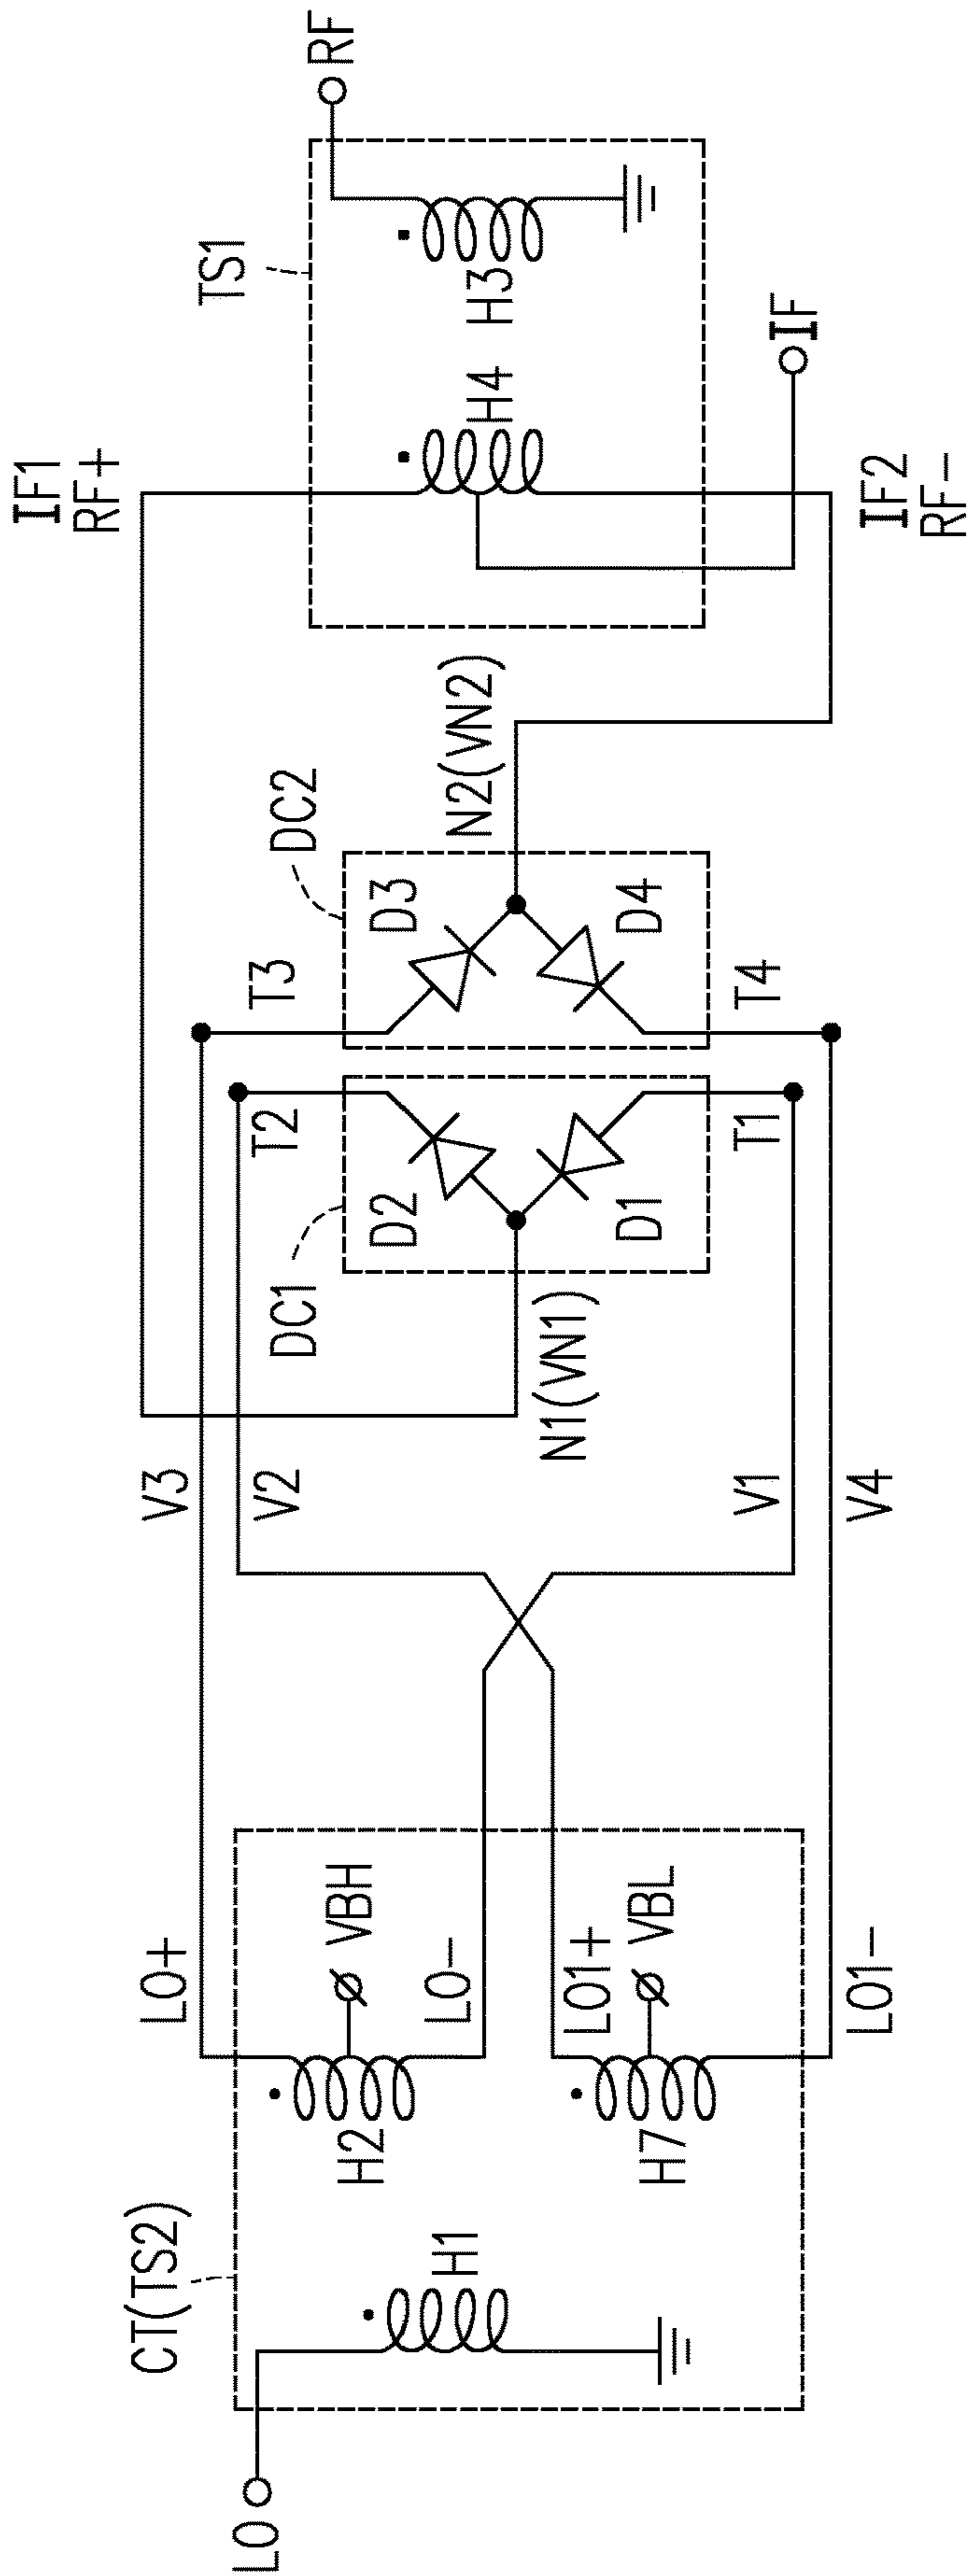 LO
CT(TS2)
H1
H2
H7
VBH
VBL
LO+
LO-
LO1+
LO1-
V3
V2
V1
V4
N1(VN1)
DC1
D2
D1
T2
T1
T3
T4
D3
D4
DC2
N2(VN2)
IF1
RF+
IF2
RF-
H4
H3
TS1
IF
RF